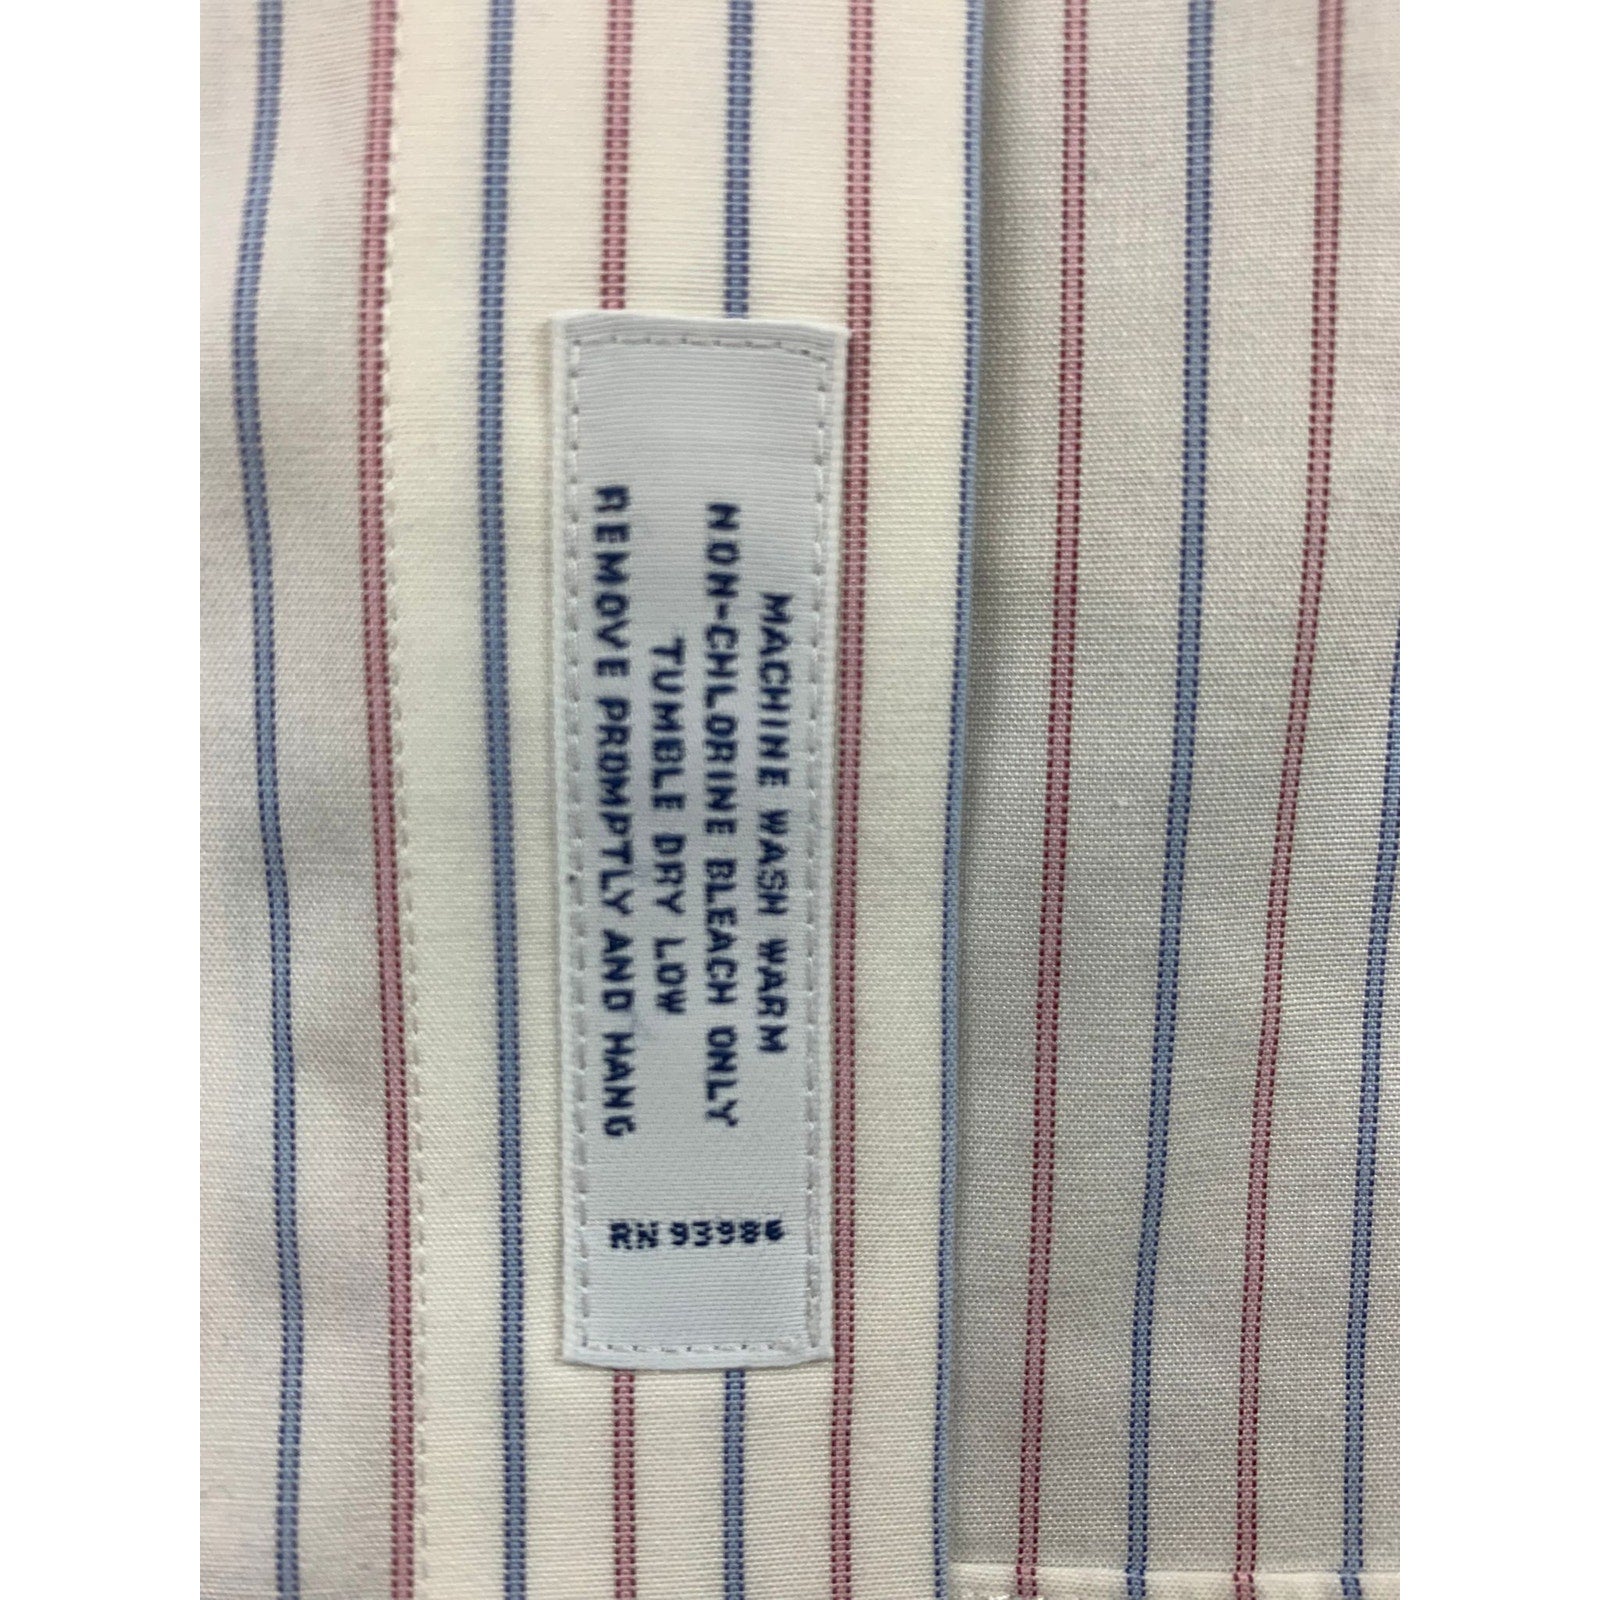 MACHINE WASH WARM
NON-CHLORINE BLEACH ONLY
TUMBLE DRY LOW
REMOVE PROMPTLY AND HANG
RN 93986